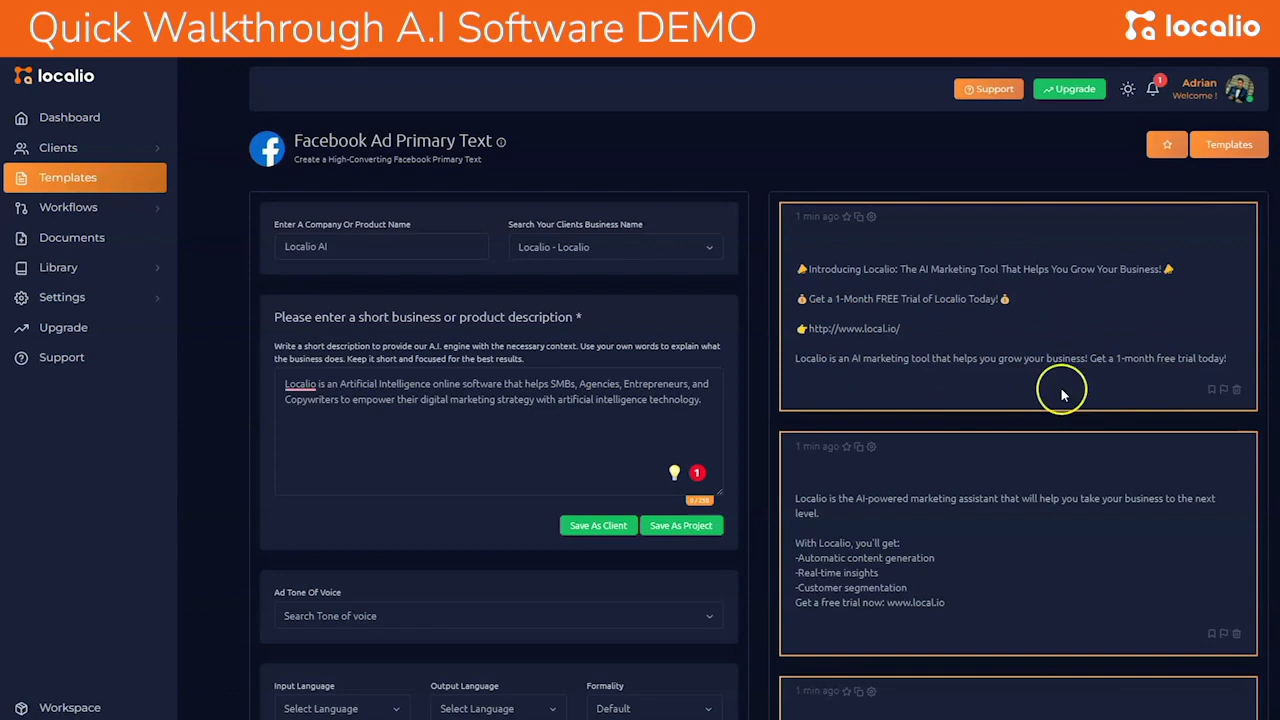 Quick Walkthrough A.I Software DEMO
localio
localio
Support
Upgrade
1
Adrian
Welcome !
Dashboard
Clients
Templates
Workflows
Documents
Library
Settings
Upgrade
Support
Workspace
Facebook Ad Primary Text
Create a High-Converting Facebook Primary Text
Templates
Enter A Company Or Product Name
Localio AI
Search Your Clients Business Name
Localio - Localio
Please enter a short business or product description *
Write a short description to provide our A.I. engine with the necessary context. Use your own words to explain what
the business does. Keep it short and focused for the best results.
Localio is an Artificial Intelligence online software that helps SMBs, Agencies, Entrepreneurs, and
Copywriters to empower their digital marketing strategy with artificial intelligence technology.
1
Save As Client
Save As Project
Ad Tone Of Voice
Search Tone of voice
Input Language
Select Language
Output Language
Select Language
Formality
Default
1 min ago
📣Introducing Localio: The AI Marketing Tool That Helps You Grow Your Business!📣
💰Get a 1-Month FREE Trial of Localio Today!💰
👉http://www.local.io/
Localio is an AI marketing tool that helps you grow your business! Get a 1-month free trial today!
1 min ago
Localio is the AI-powered marketing assistant that will help you take your business to the next
level.
With Localio, you'll get:
-Automatic content generation
-Real-time insights
-Customer segmentation
Get a free trial now: www.local.io
1 min ago